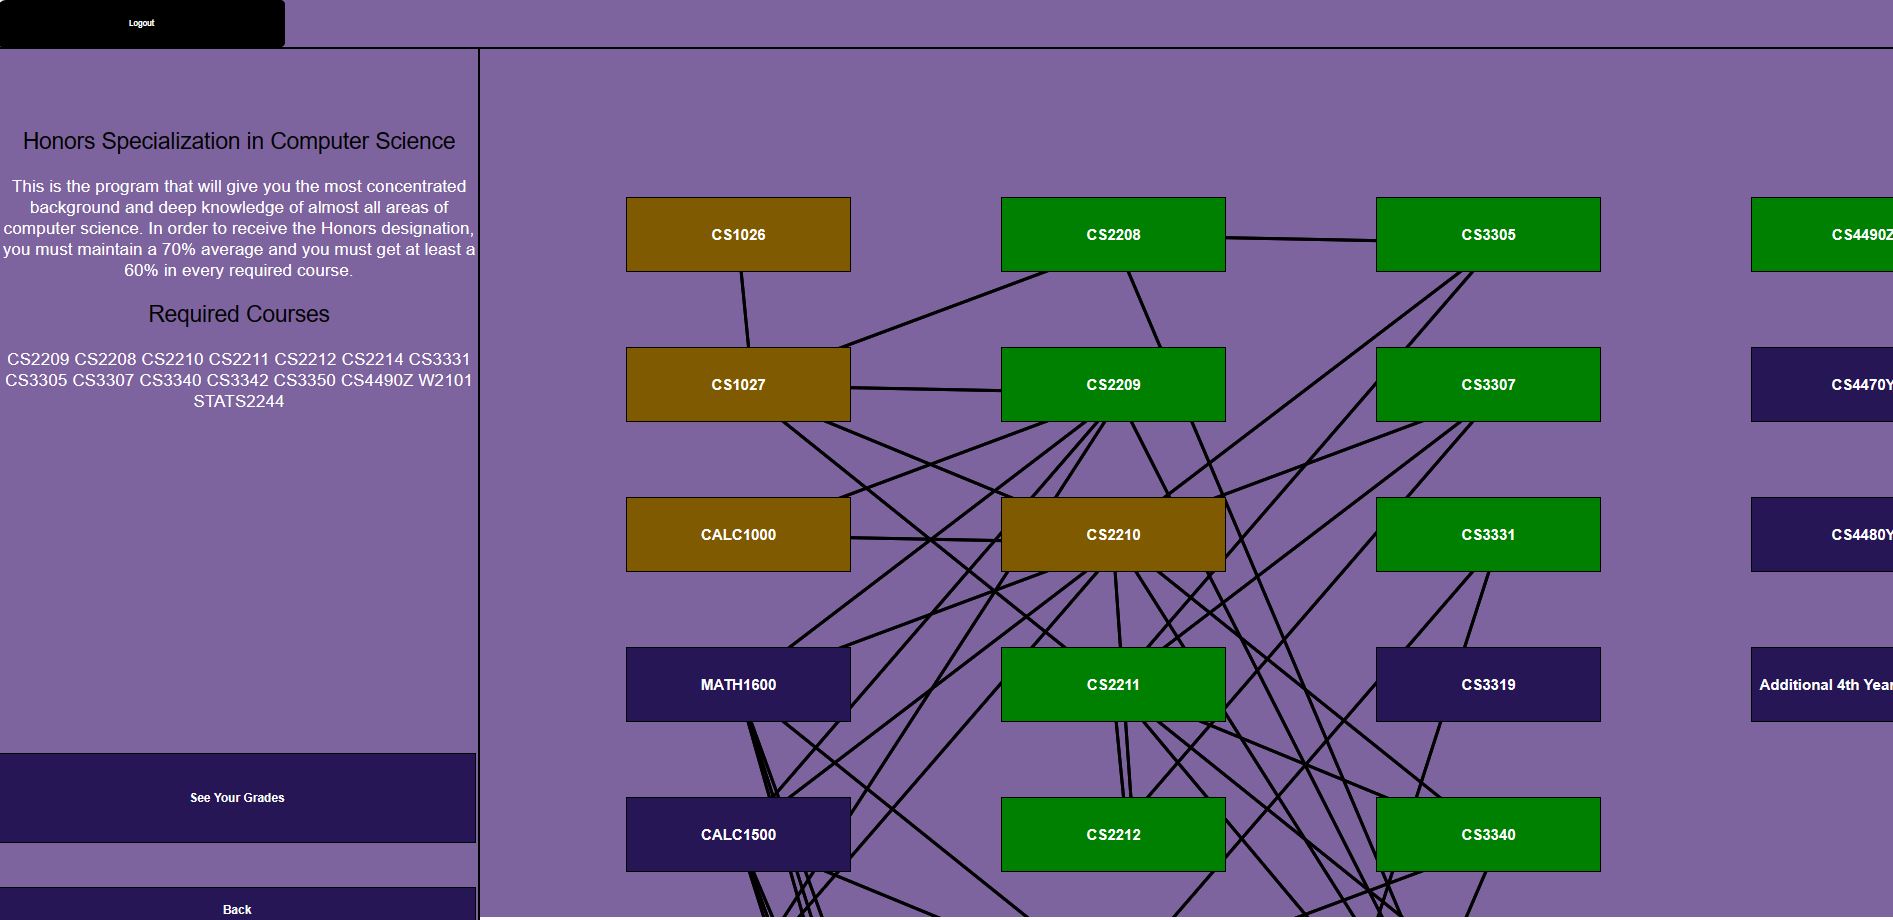 Logout
Honors Specialization in Computer Science
This is the program that will give you the most concentrated
background and deep knowledge of almost all areas of
computer science. In order to receive the Honors designation,
you must maintain a 70% average and you must get at least a
60% in every required course.
Required Courses
CS2209 CS2208 CS2210 CS2211 CS2212 CS2214 CS3331
CS3305 CS3307 CS3340 CS3342 CS3350 CS4490Z W2101
STATS2244
See Your Grades
Back
CS1026
CS2208
CS3305
CS4490Z
CS1027
CS2209
CS3307
CS4470Y
CALC1000
CS2210
CS3331
CS4480Y
MATH1600
CS2211
CS3319
Additional 4th Year
CALC1500
CS2212
CS3340